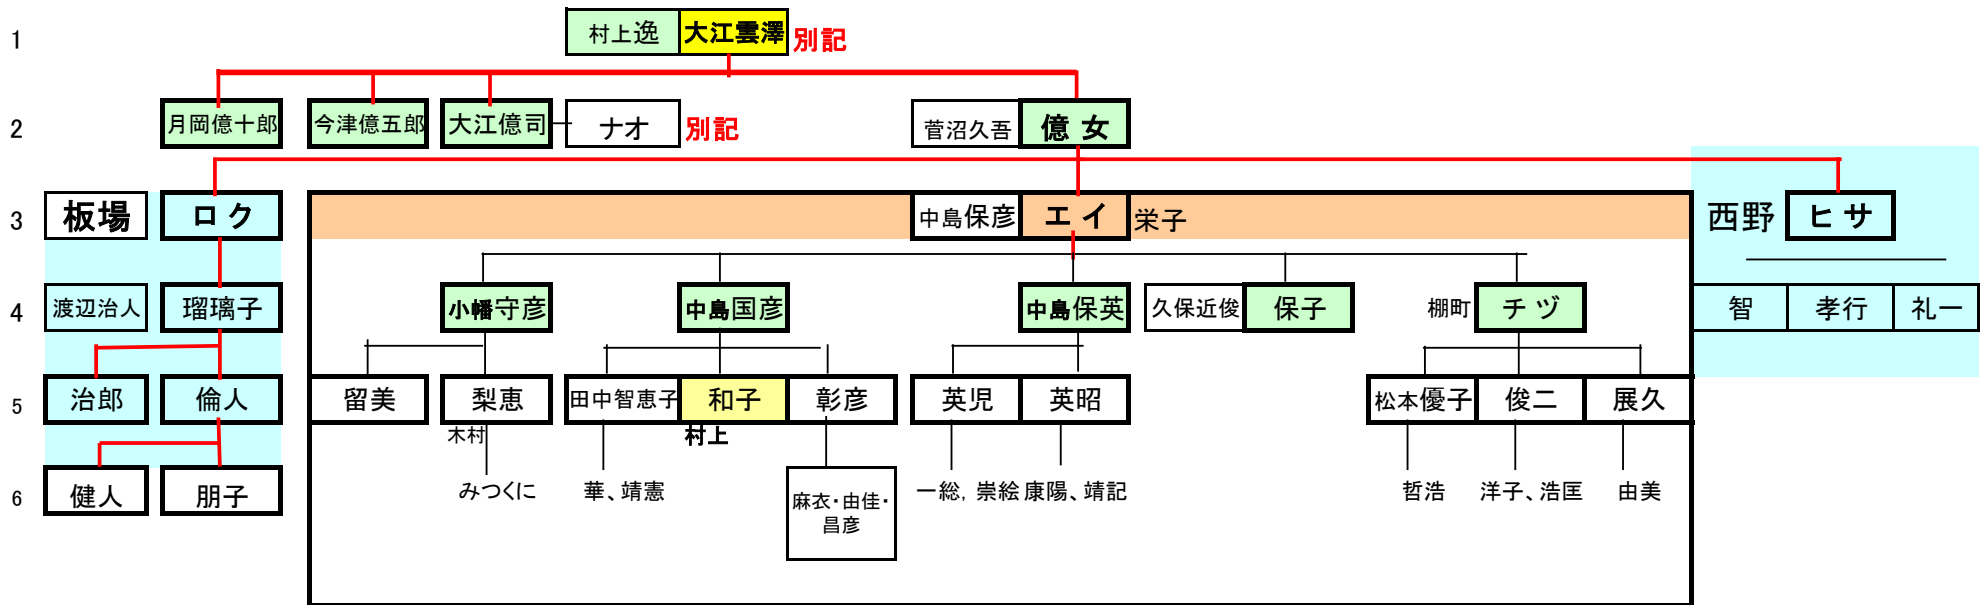 1 村上逸 大江雲澤 別記
2 月岡億十郎 今津億五郎 大江億司 ナオ 別記 菅沼久吾 億女
3 板場 ロク 中島保彦 エイ 栄子 西野 ヒサ
4 渡辺治人 瑠璃子 小幡守彦 中島国彦 中島保英 久保近俊 保子 棚町 チヅ 智 孝行 礼一
5 治郎 倫人 留美 梨恵 田中智恵子 和子 彰彦 英児 英昭 松本優子 俊二 展久
木村 村上
6 健人 朋子 みつくに 華、靖憲 麻衣・由佳・ 一総, 崇絵 康陽、靖記 哲浩 洋子、浩匡 由美
昌彦